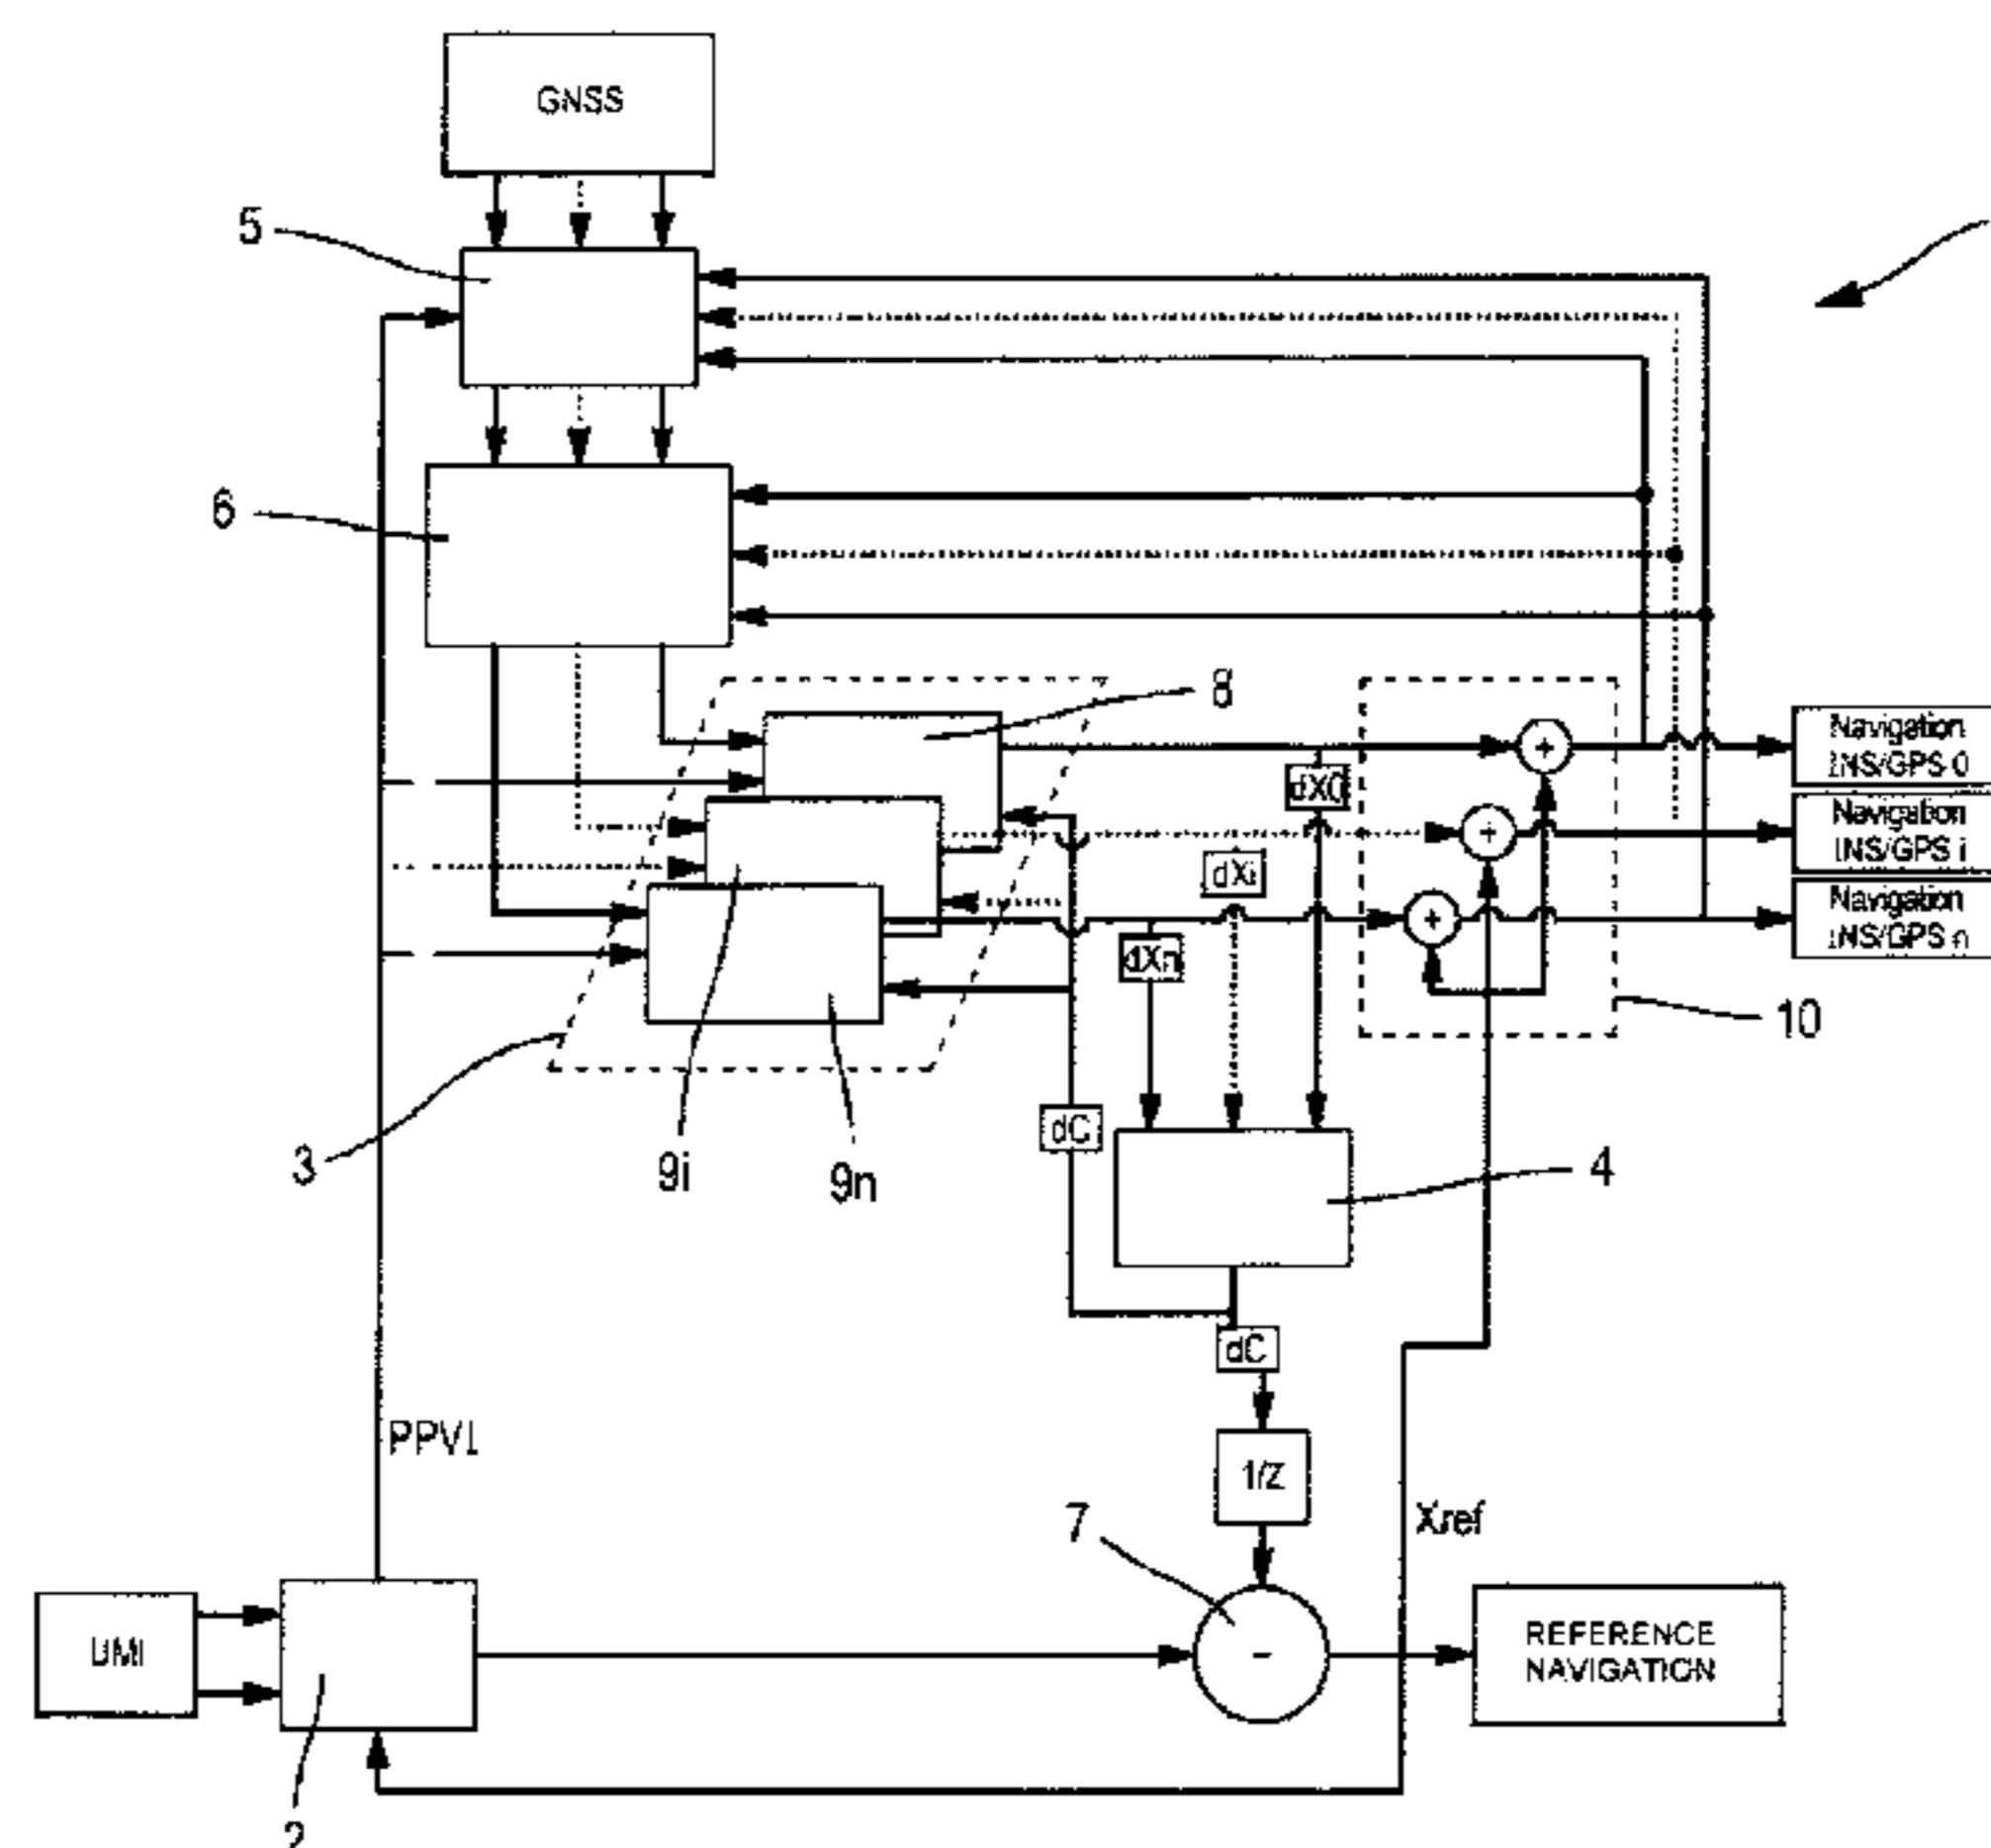 GNSS
5
6
8
Navigation
INS/GPS 0
dX0
Navigation
INS/GPS i
dXi
Navigation
INS/GPS n
dXn
10
3
9i
9n
dC
4
dC
PPVI
1/Z
7
Xref
UMI
2
-
REFERENCE
NAVIGATION
+
+
+